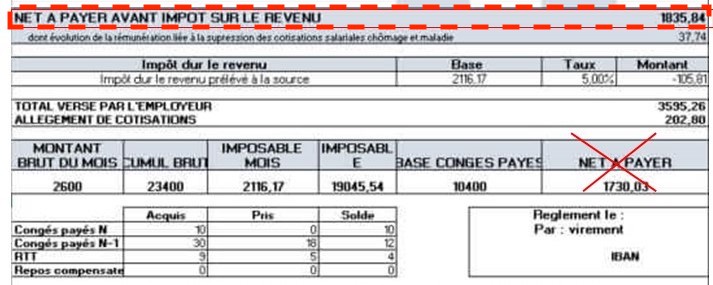 NET A PAYER AVANT IMPOT SUR LE REVENU 1835,84
dont évolution de la rémunération liée à la supression des cotisations salariales chômage et maladie 37,74
Impôt dur le revenu Base Taux Montant
Impôt dur le revenu prélévé à la source 2116,17 5,00% -105,81
TOTAL VERSE PAR L'EMPLOYEUR 3595,26
ALLEGEMENT DE COTISATIONS 202,80
MONTANT IMPOSABLE IMPOSABL
BRUT DU MOIS CUMUL BRUT MOIS E BASE CONGES PAYES NET A PAYER
2600 23400 2116,17 19045,54 10400 1730,03
Acquis Pris Solde Reglement le :
Congés payés N 10 0 10 Par : virement
Congés payés N-1 30 18 12
RTT 9 5 4 IBAN
Repos compensate 0 0 0